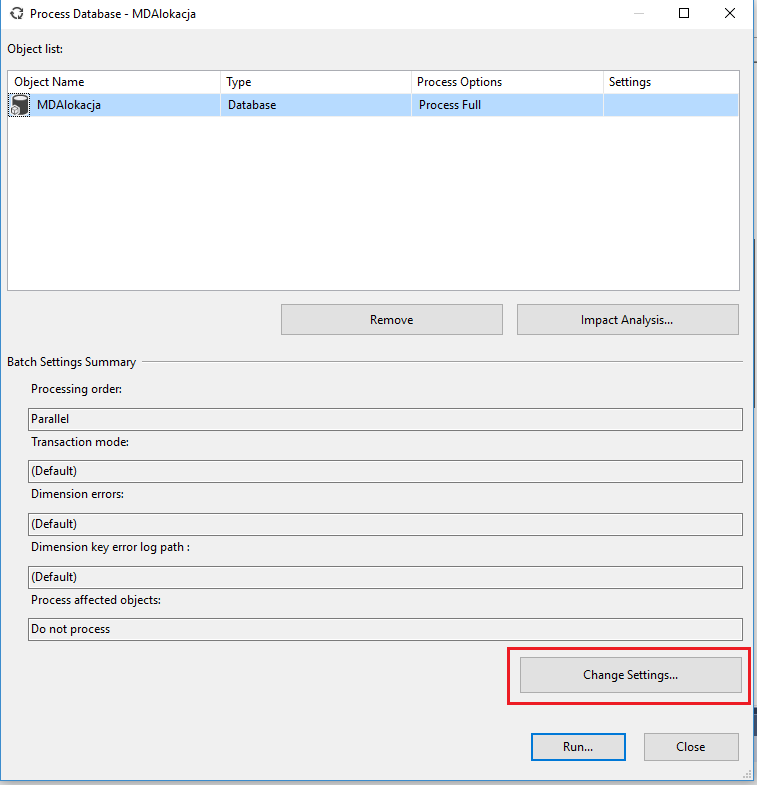 Process Database - MDAlokacja
Object list:
Object Name Type Process Options Settings
MDAlokacja Database Process Full
Remove Impact Analysis...
Batch Settings Summary
Processing order:
Parallel
Transaction mode:
(Default)
Dimension errors:
(Default)
Dimension key error log path :
(Default)
Process affected objects:
Do not process
Change Settings...
Run... Close